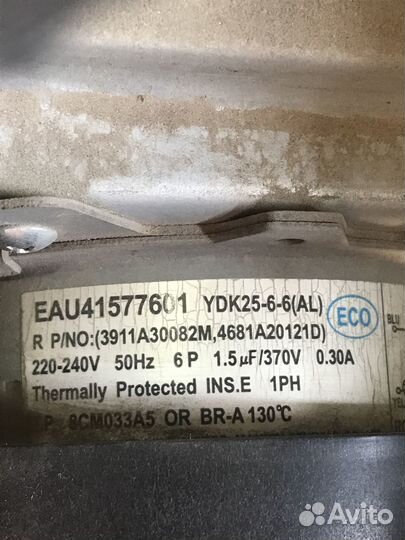 EAU41577601 YDK25-6-6(AL)
R P/NO:(3911A30082M,4681A20121D)
ECO
BLU
220-240V 50Hz 6P 1.5µF/370V 0.30A
Thermally Protected INS.E 1PH
P 8CM033A5 OR BR-A 130℃
Avito